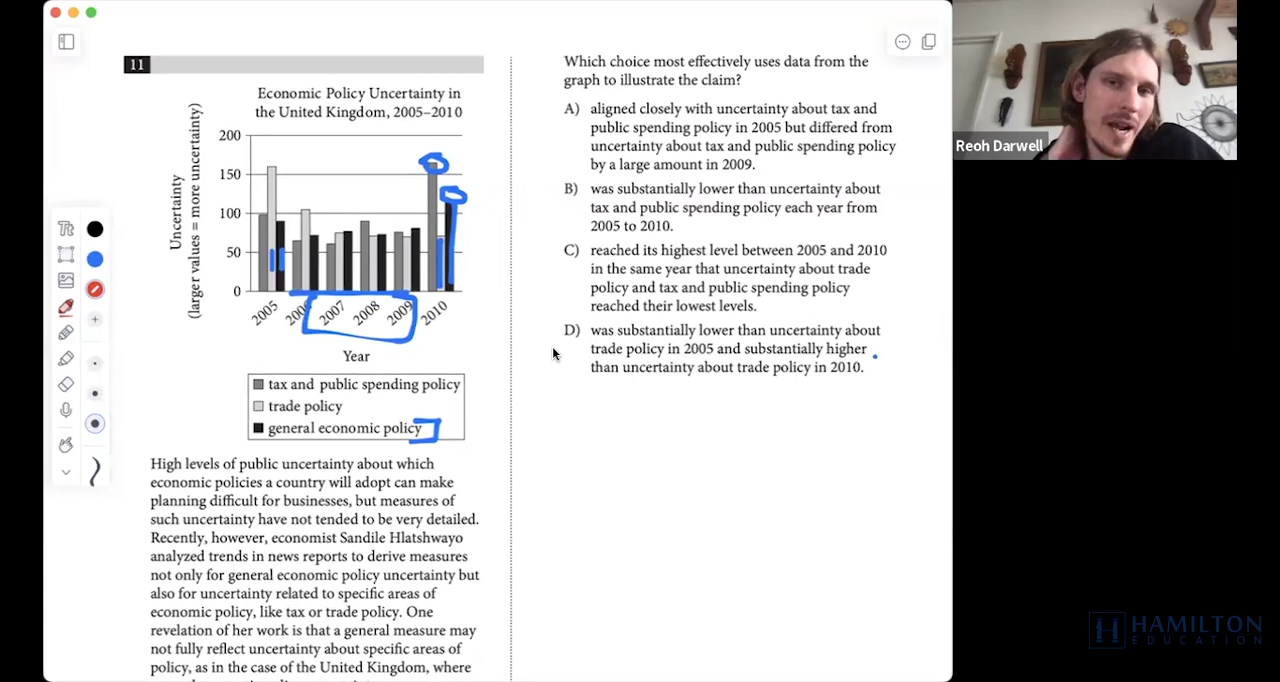 11
Economic Policy Uncertainty in
the United Kingdom, 2005–2010
Uncertainty
(larger values = more uncertainty)
200
150
100
50
0
2005
2006
2007
2008
2009
2010
Year
tax and public spending policy
trade policy
general economic policy
High levels of public uncertainty about which
economic policies a country will adopt can make
planning difficult for businesses, but measures of
such uncertainty have not tended to be very detailed.
Recently, however, economist Sandile Hlatshwayo
analyzed trends in news reports to derive measures
not only for general economic policy uncertainty but
also for uncertainty related to specific areas of
economic policy, like tax or trade policy. One
revelation of her work is that a general measure may
not fully reflect uncertainty about specific areas of
policy, as in the case of the United Kingdom, where
Which choice most effectively uses data from the
graph to illustrate the claim?
A) aligned closely with uncertainty about tax and
public spending policy in 2005 but differed from
uncertainty about tax and public spending policy
by a large amount in 2009.
B) was substantially lower than uncertainty about
tax and public spending policy each year from
2005 to 2010.
C) reached its highest level between 2005 and 2010
in the same year that uncertainty about trade
policy and tax and public spending policy
reached their lowest levels.
D) was substantially lower than uncertainty about
trade policy in 2005 and substantially higher
than uncertainty about trade policy in 2010.
Tt
Reoh Darwell
HAMILTON
EDUCATION